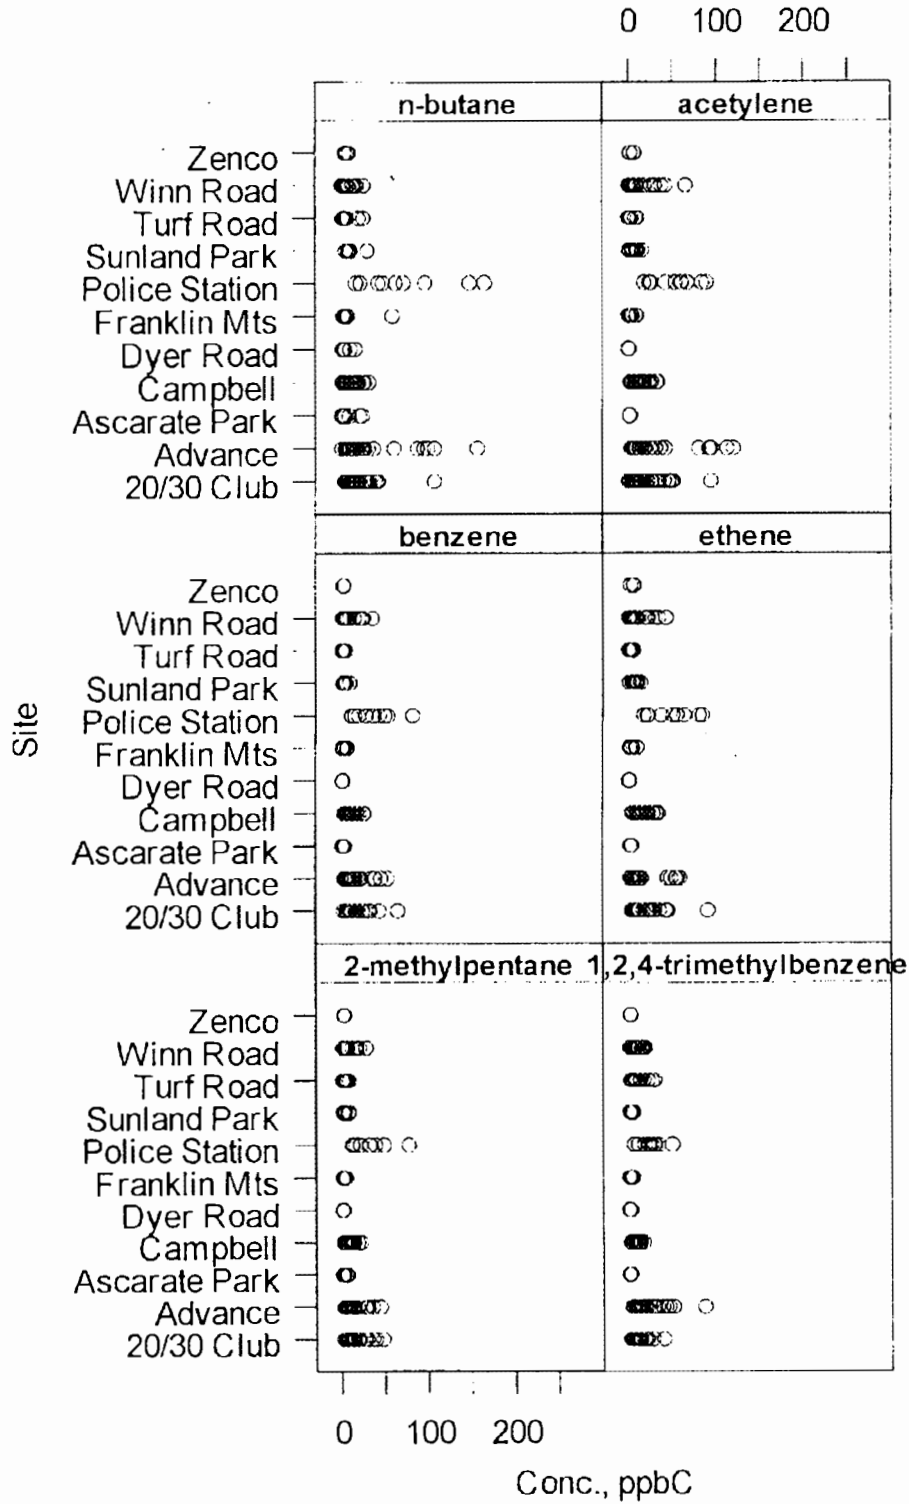 0 100 200
n-butane acetylene
Zenco
Winn Road
Turf Road
Sunland Park
Police Station
Franklin Mts
Dyer Road
Campbell
Ascarate Park
Advance
20/30 Club
benzene ethene
Zenco
Winn Road
Turf Road
Sunland Park
Police Station
Franklin Mts
Dyer Road
Campbell
Ascarate Park
Advance
20/30 Club
Site
2-methylpentane 1,2,4-trimethylbenzene
Zenco
Winn Road
Turf Road
Sunland Park
Police Station
Franklin Mts
Dyer Road
Campbell
Ascarate Park
Advance
20/30 Club
0 100 200
Conc., ppbC